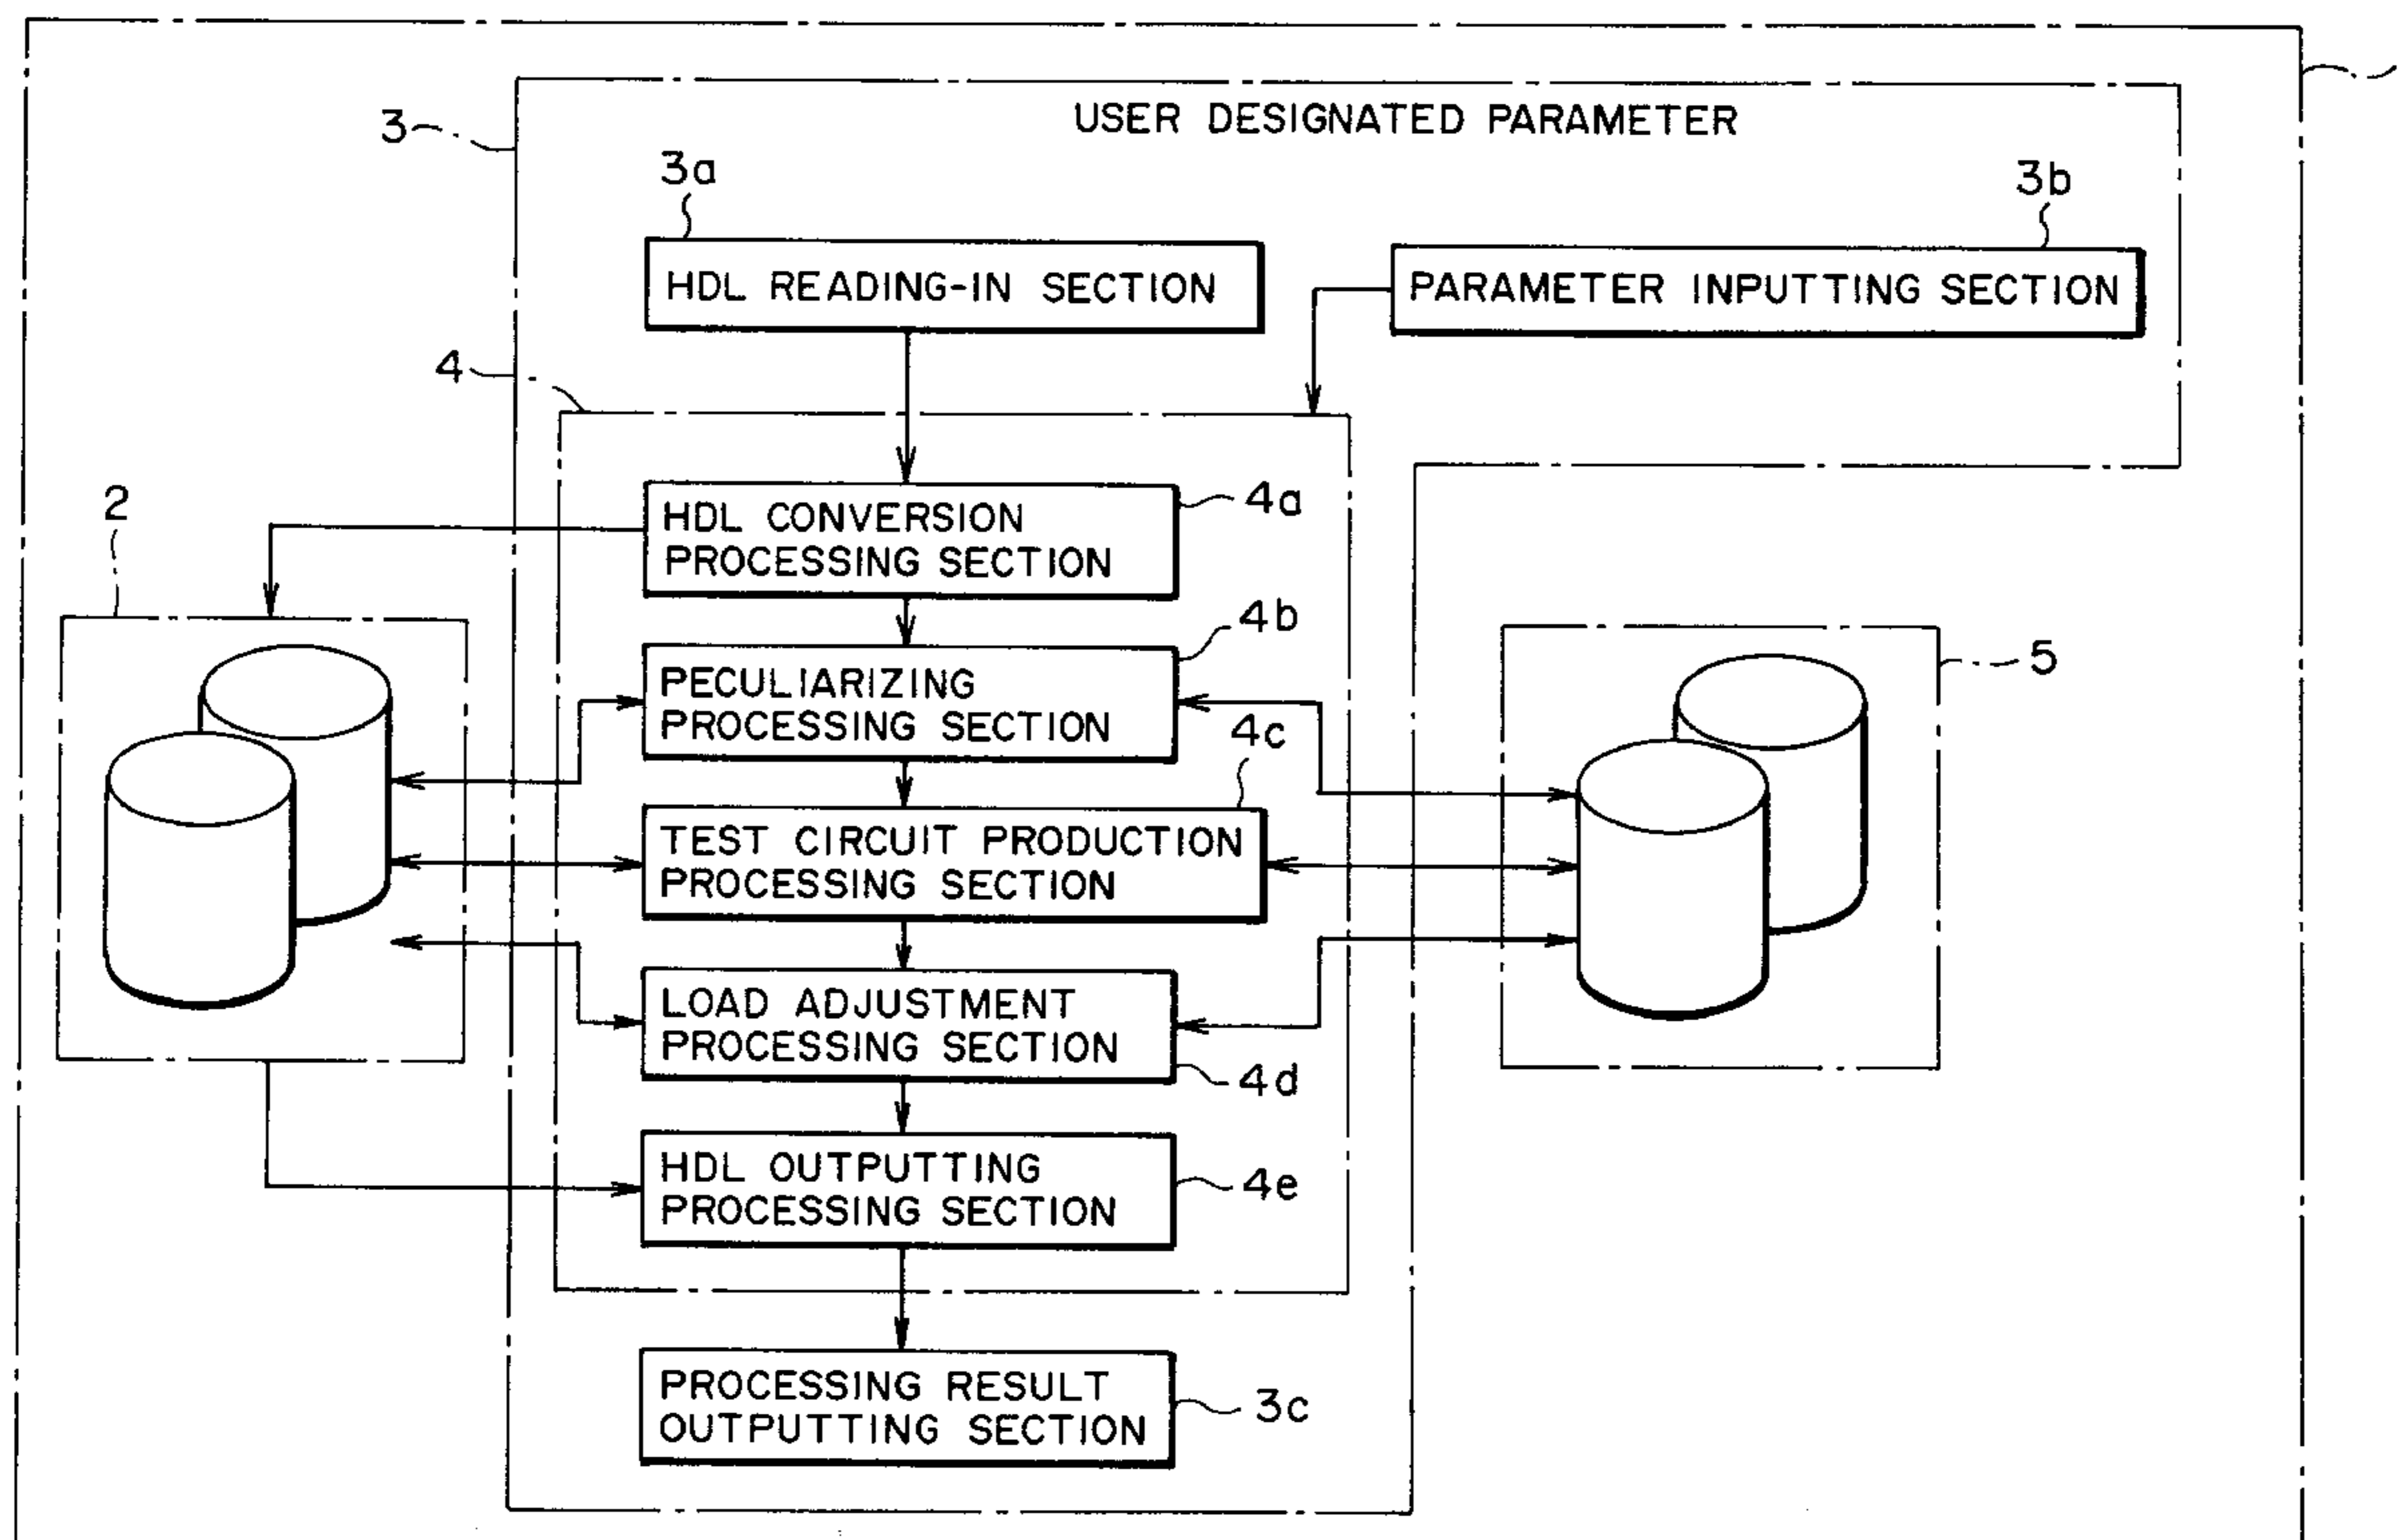 USER DESIGNATED PARAMETER
3
3a
3b
HDL READING-IN SECTION
PARAMETER INPUTTING SECTION
4
2
HDL CONVERSION
PROCESSING SECTION
4a
4b
PECULIARIZING
PROCESSING SECTION
5
4c
TEST CIRCUIT PRODUCTION
PROCESSING SECTION
LOAD ADJUSTMENT
PROCESSING SECTION
4d
HDL OUTPUTTING
PROCESSING SECTION
4e
PROCESSING RESULT
OUTPUTTING SECTION
3c